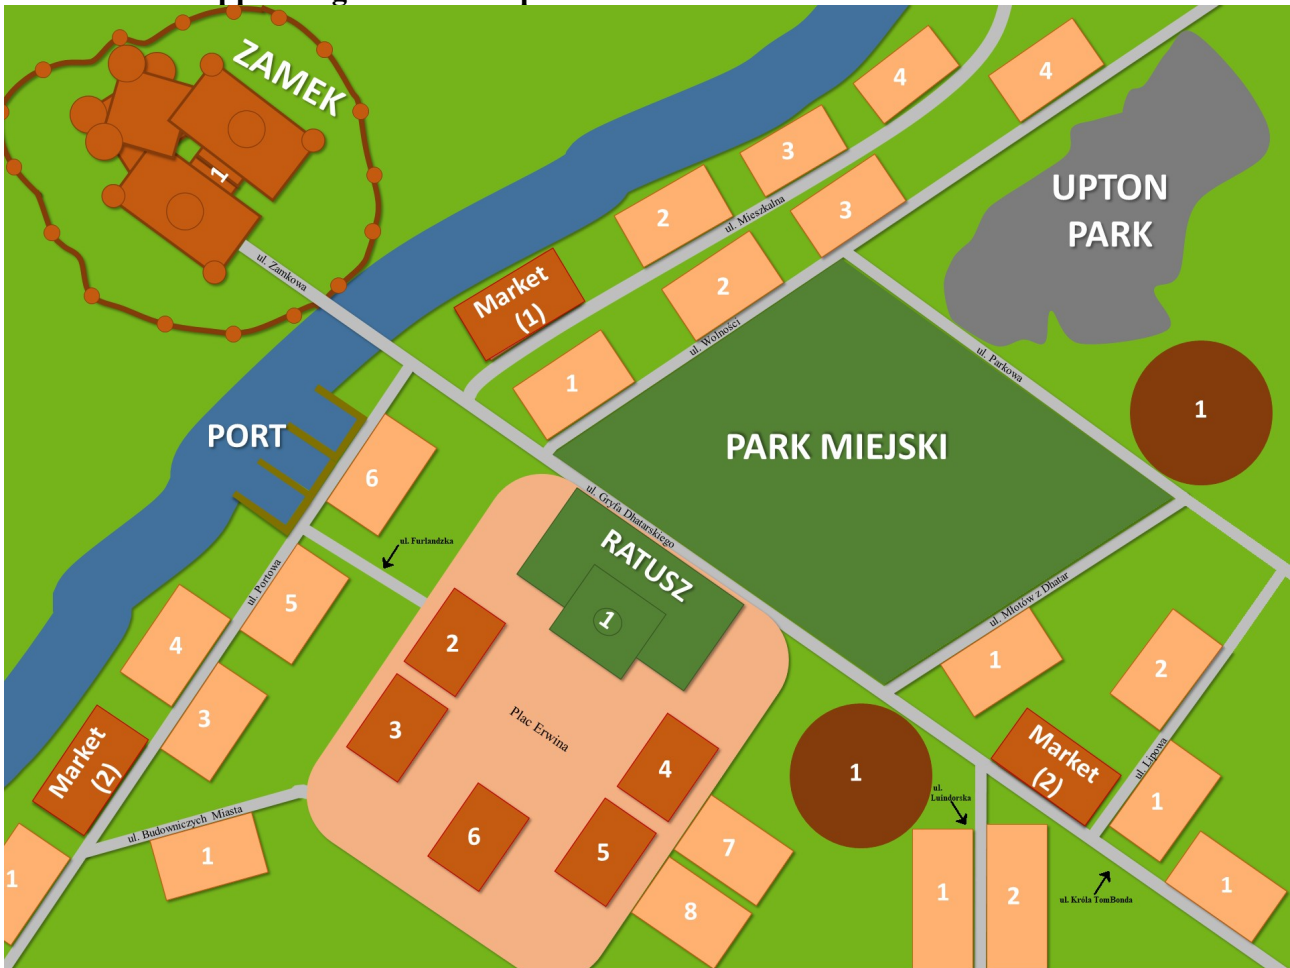 ZAMEK
1
4
4
3
UPTON
PARK
2
ul. Mieszkalna
3
ul. Zamkowa
2
Market
(1)
ul. Wolności
ul. Parkowa
1
1
PORT
PARK MIEJSKI
6
ul. Gryfa Dhatarskiego
ul. Furlandzka
RATUSZ
ul. Portowa
5
1
ul. Młotów z Dhatar
4
2
1
2
3
3
Plac Erwina
Market
(2)
4
1
Market
(2)
ul. Lipowa
1
ul.
Luindorska
ul. Budowniczych Miasta
6
5
7
1
1
8
1
2
1
ul. Króla TomBonda